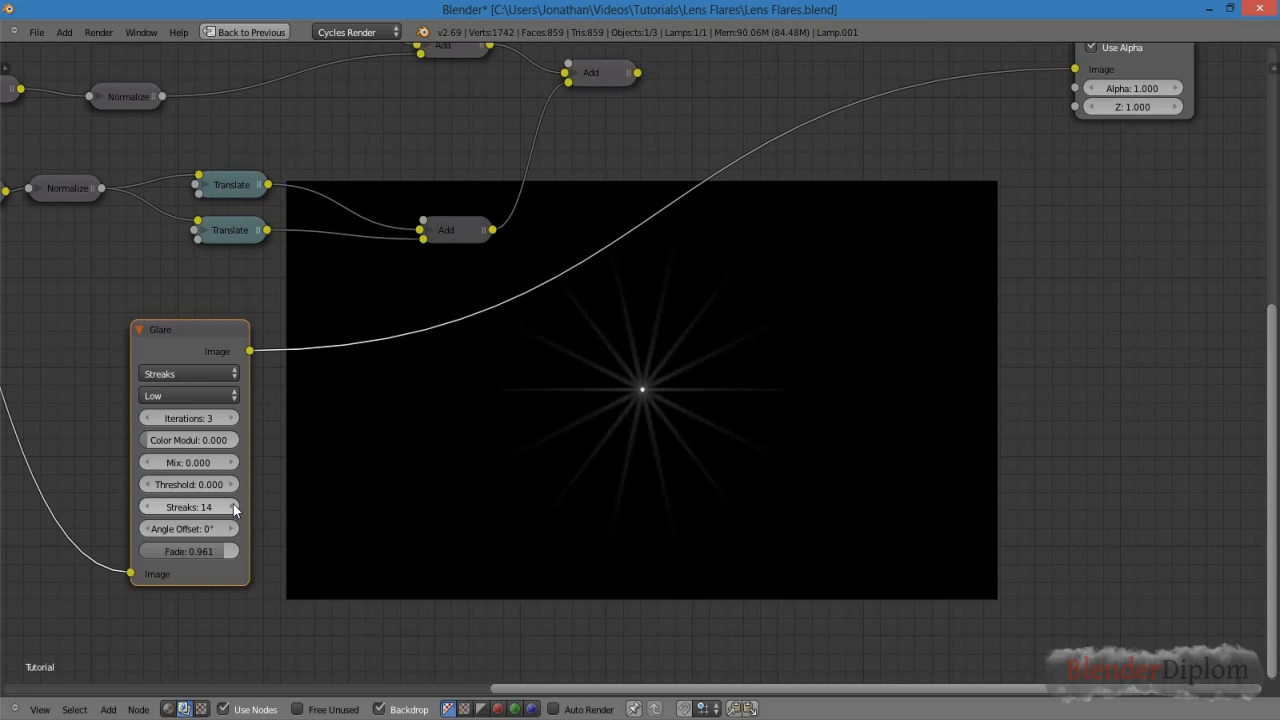 Blender* [C:\Users\Jonathan\Videos\Tutorials\Lens Flares\Lens Flares.blend]
File Add Render Window Help Back to Previous Cycles Render v2.69 | Verts:1742 | Faces:859 | Tris:859 | Objects:1/3 | Lamps:1/1 | Mem:90.06M (84.48M) | Lamp.001
Add
Use Alpha
Add
Image
Alpha: 1.000
Normalize
Z: 1.000
Normalize
Translate
Translate
Add
Glare
Image
Streaks
Low
Iterations: 3
Color Modul: 0.000
Mix: 0.000
Threshold: 0.000
Streaks: 14
Angle Offset: 0°
Fade: 0.961
Image
Tutorial
BlenderDiplom
View Select Add Node Use Nodes Free Unused Backdrop Auto Render